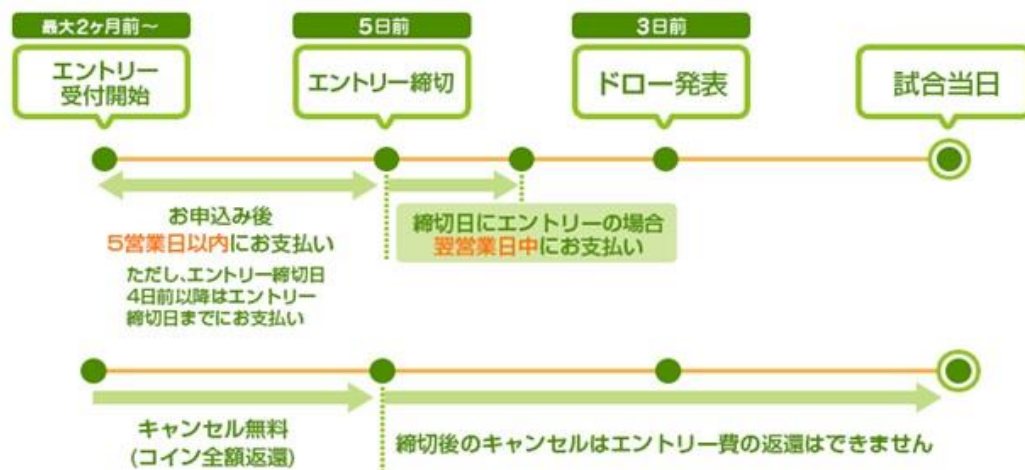 最大2ヶ月前～
エントリー
受付開始
5日前
エントリー締切
3日前
ドロー発表
試合当日
お申込み後
5営業日以内にお支払い
ただし、エントリー締切日
4日前以降はエントリー
締切日までにお支払い
締切日にエントリーの場合
翌営業日中にお支払い
キャンセル無料
(コイン全額返還)
締切後のキャンセルはエントリー費の返還はできません